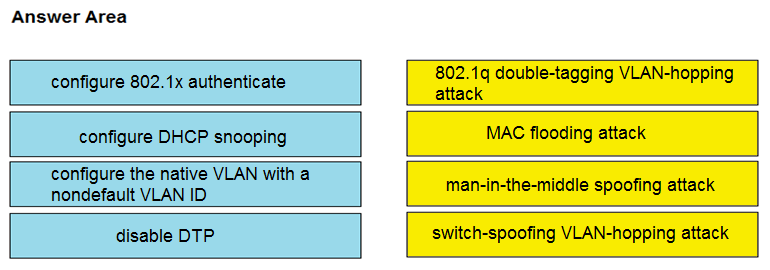 Answer Area
configure 802.1x authenticate
802.1q double-tagging VLAN-hopping
attack
configure DHCP snooping
MAC flooding attack
configure the native VLAN with a
nondefault VLAN ID
man-in-the-middle spoofing attack
disable DTP
switch-spoofing VLAN-hopping attack